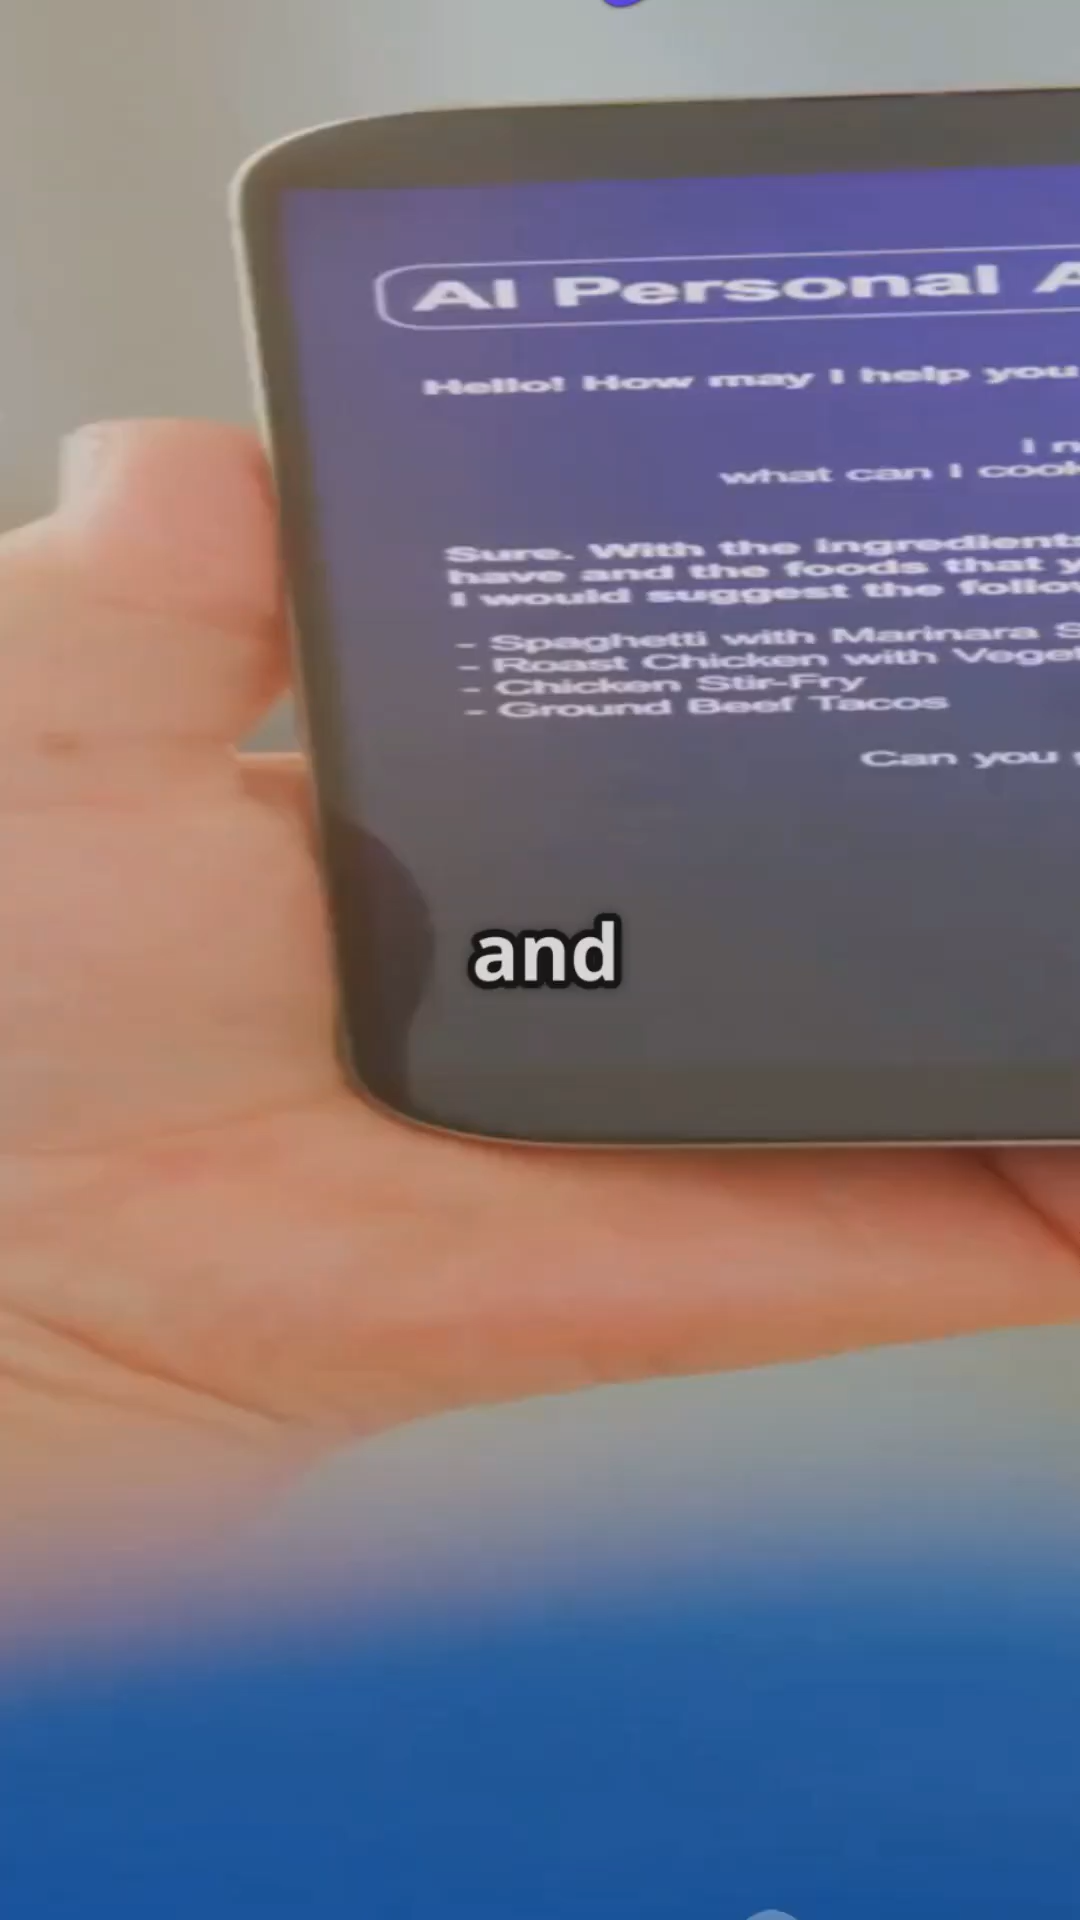 AI Personal
Hello! How may I help you
I
what can I cook
Sure. With the ingredients
have and the foods that
I would suggest the
- Spaghetti with Marinara
- Roast Chicken with
- Chicken Stir-Fry
- Ground Beef Tacos
Can you
and